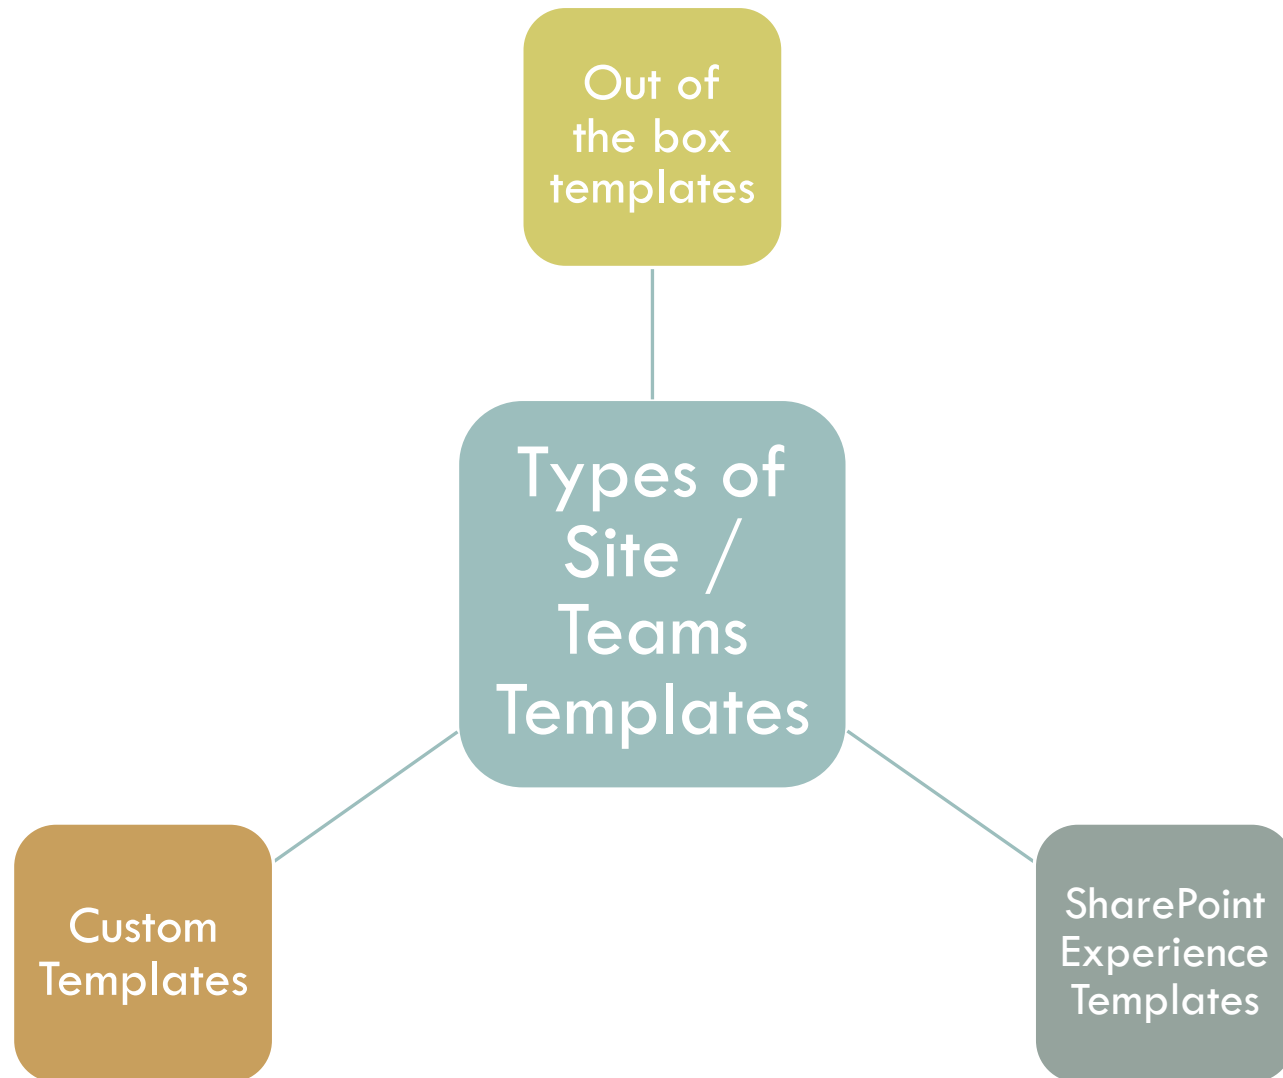 Out of
the box
templates
Types of
Site /
Teams
Templates
Custom
Templates
SharePoint
Experience
Templates